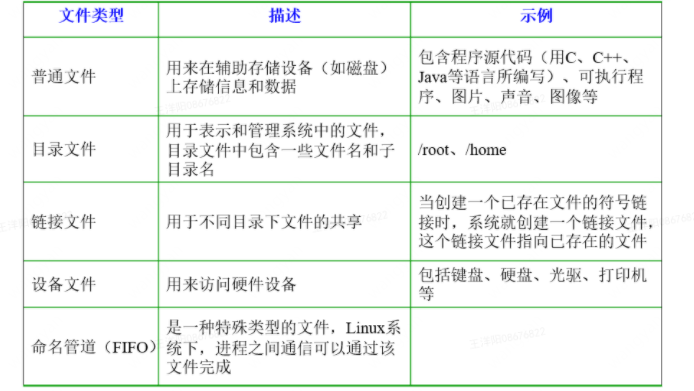 文件类型 描述 示例
普通文件
用来在辅助存储设备（如磁盘）
上存储信息和数据
包含程序源代码（用C、C++、
Java等语言所编写）、可执行程
序、图片、声音、图像等
目录文件
用于表示和管理系统中的文件，
目录文件中包含一些文件名和子
目录名
/root、/home
链接文件
用于不同目录下文件的共享
当创建一个已存在文件的符号链
接时，系统就创建一个链接文件，
这个链接文件指向已存在的文件
设备文件
用来访问硬件设备
包括键盘、硬盘、光驱、打印机
等
命名管道（FIFO）
是一种特殊类型的文件，Linux系
统下，进程之间通信可以通过该
文件完成